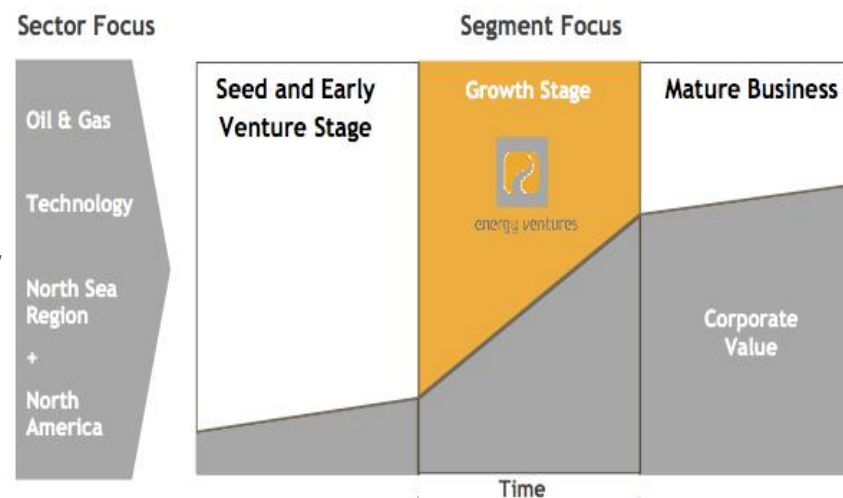 Sector Focus
Segment Focus
Oil & Gas
Technology
North Sea
Region
+
North
America
Seed and Early
Venture Stage
Growth Stage
energy ventures
Mature Business
Corporate
Value
Time